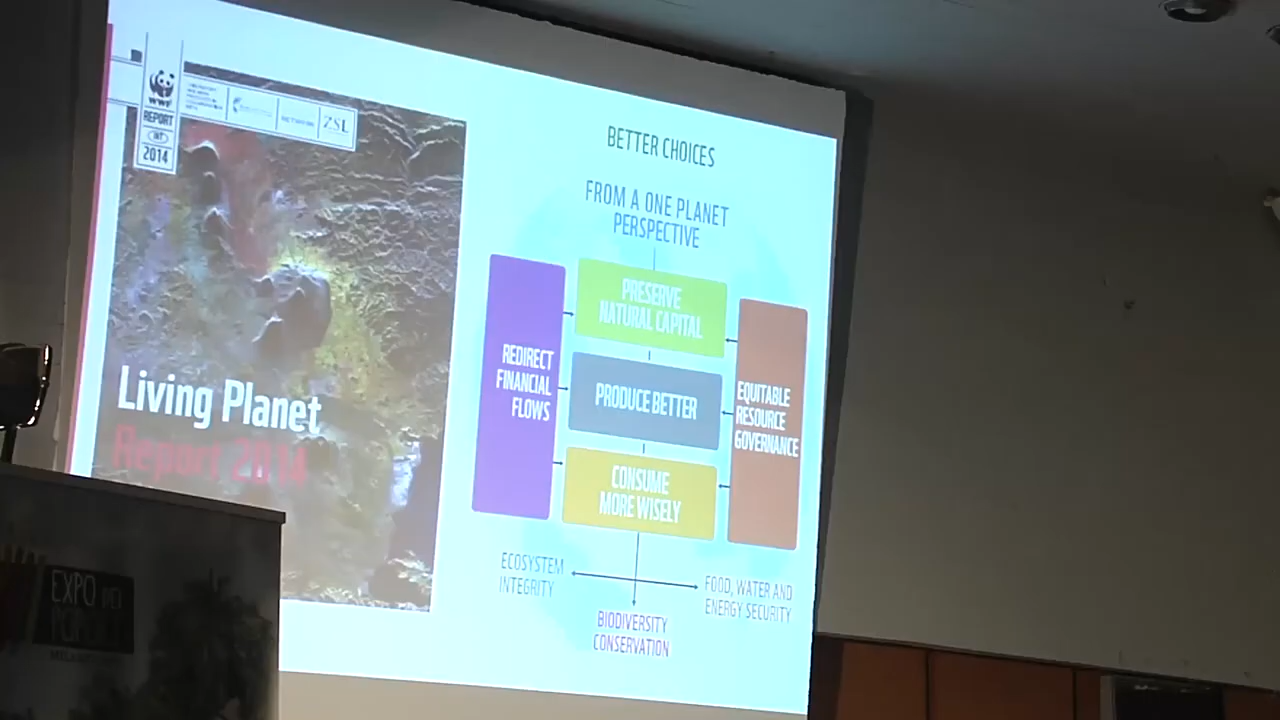 WWF
REPORT
INT
2014
ZSL
Living Planet
Report 2014
BETTER CHOICES
FROM A ONE PLANET
PERSPECTIVE
PRESERVE
NATURAL CAPITAL
REDIRECT
FINANCIAL
FLOWS
PRODUCE BETTER
EQUITABLE
RESOURCE
GOVERNANCE
CONSUME
MORE WISELY
ECOSYSTEM
INTEGRITY
FOOD, WATER AND
ENERGY SECURITY
BIODIVERSITY
CONSERVATION
EXPO DEI
POPOLI